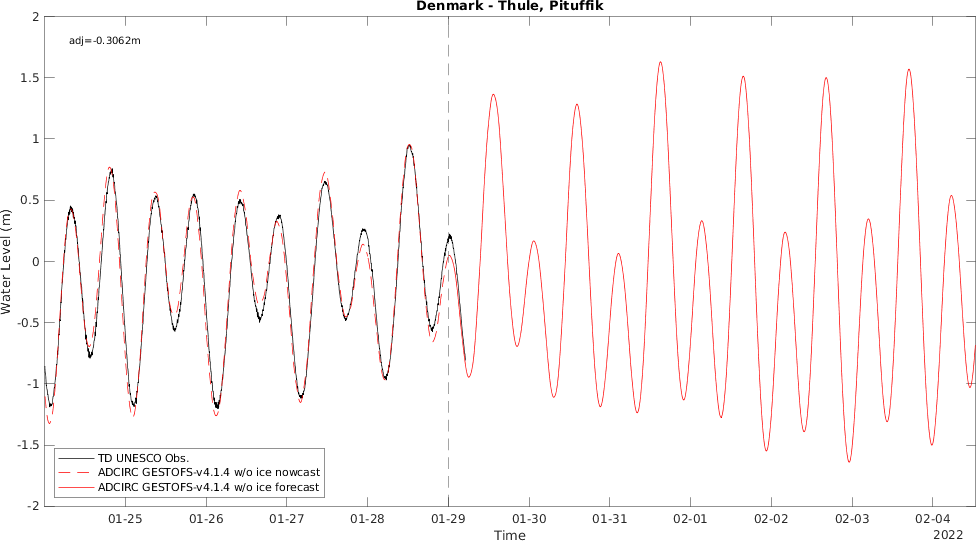 Denmark - Thule, Pituffik
adj=-0.3062m
2
1.5
1
0.5
0
-0.5
-1
-1.5
-2
Water Level (m)
TD UNESCO Obs.
ADCIRC GESTOFS-v4.1.4 w/o ice nowcast
ADCIRC GESTOFS-v4.1.4 w/o ice forecast
01-25 01-26 01-27 01-28 01-29 01-30 01-31 02-01 02-02 02-03 02-04
Time
2022